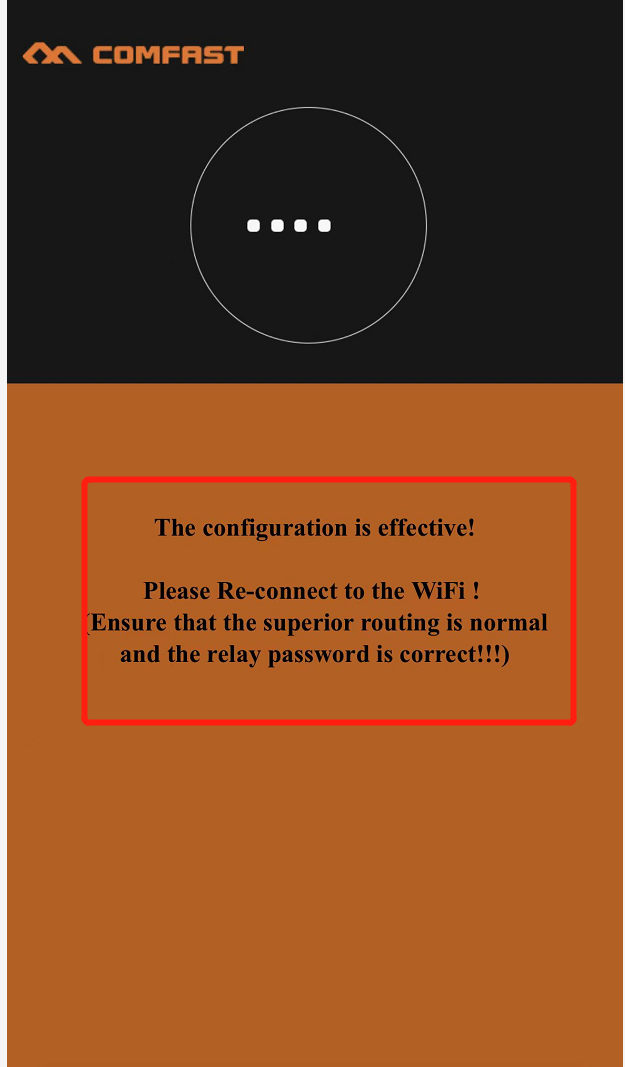 COMFAST
The configuration is effective!
Please Re-connect to the WiFi !
(Ensure that the superior routing is normal
and the relay password is correct!!!)